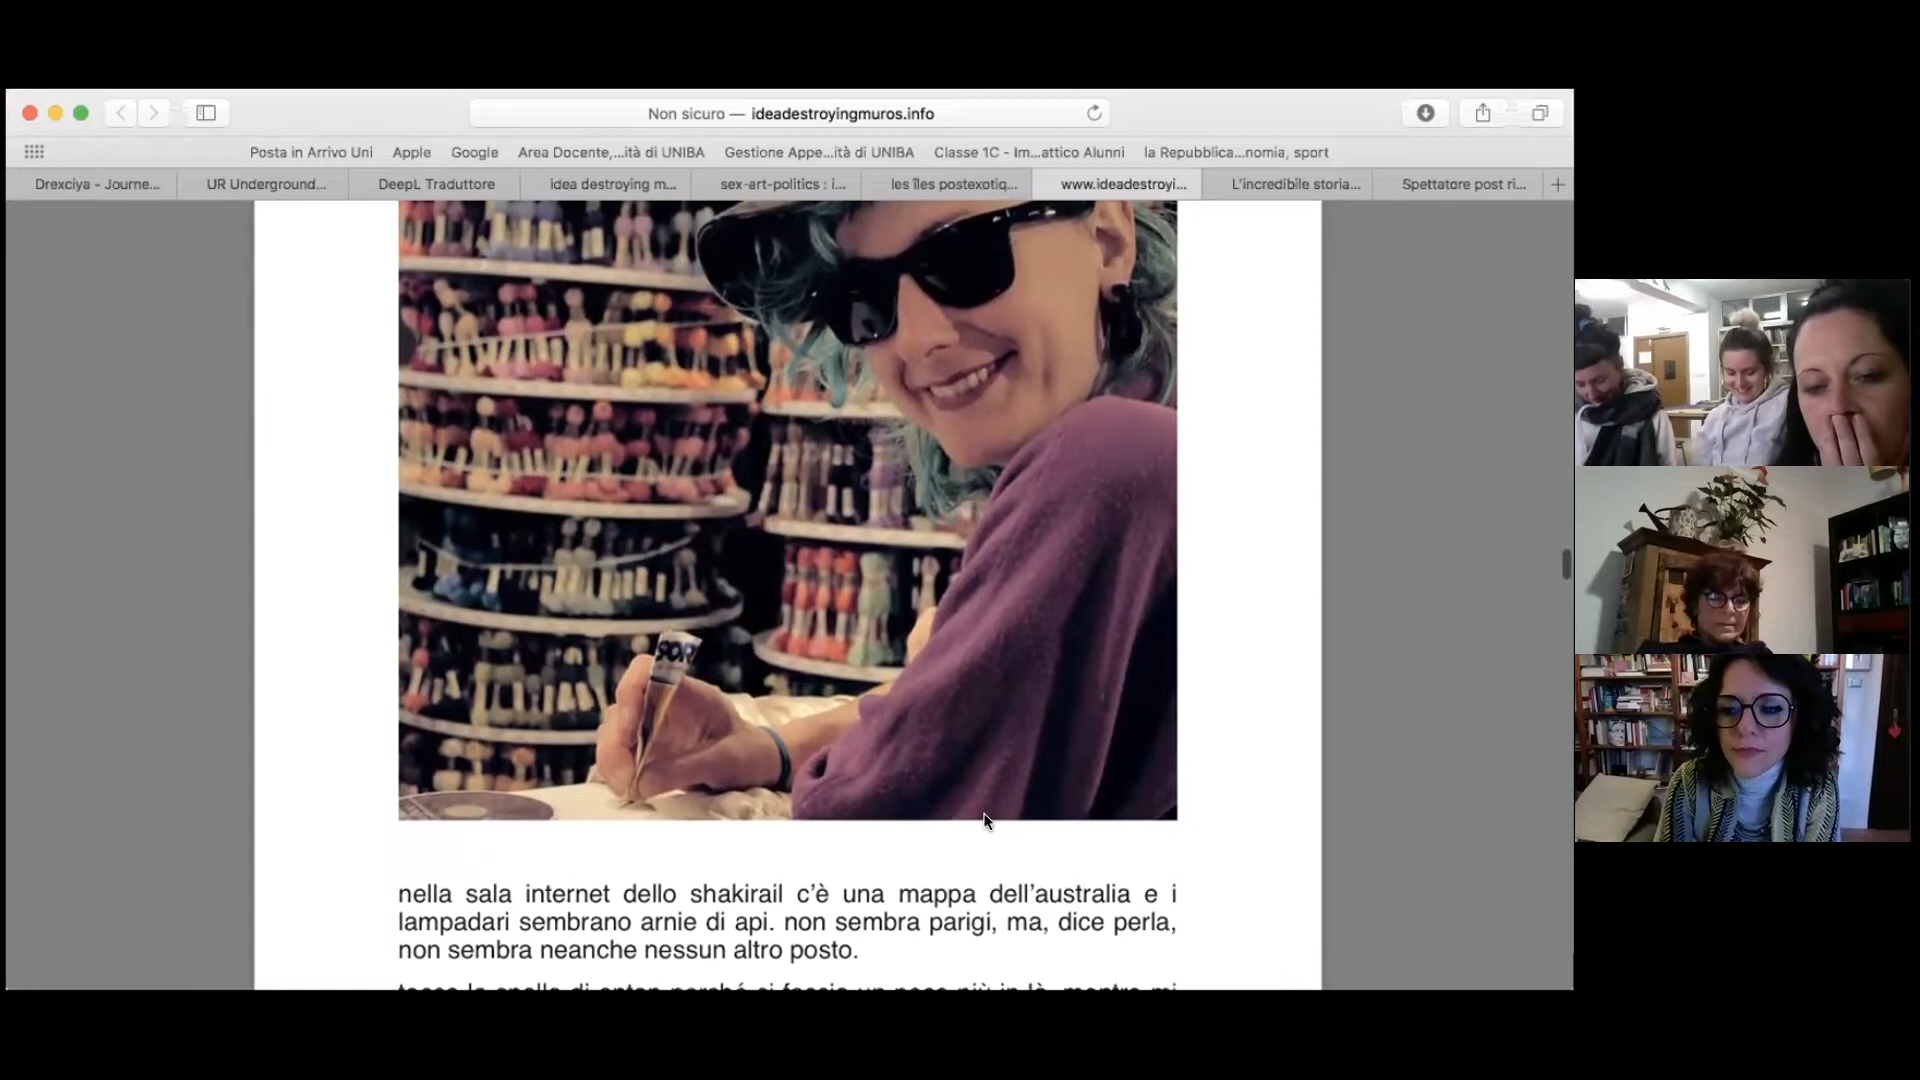 Non sicuro — ideadestroyingmuros.info
Posta in Arrivo Uni Apple Google Area Docente,...ità di UNIBA Gestione Appe...ità di UNIBA Classe 1C - Im...attico Alunni la Repubblica...nomia, sport
Drexciya - Journe... UR Underground... DeepL Traduttore idea destroying m... sex-art-politics : i... les îles postexotiq... www.ideadestroyi... L'incredibile storia... Spettatore post ri...
nella sala internet dello shakirail c'è una mappa dell'australia e i
lampadari sembrano arnie di api. non sembra parigi, ma, dice perla,
non sembra neanche nessun altro posto.